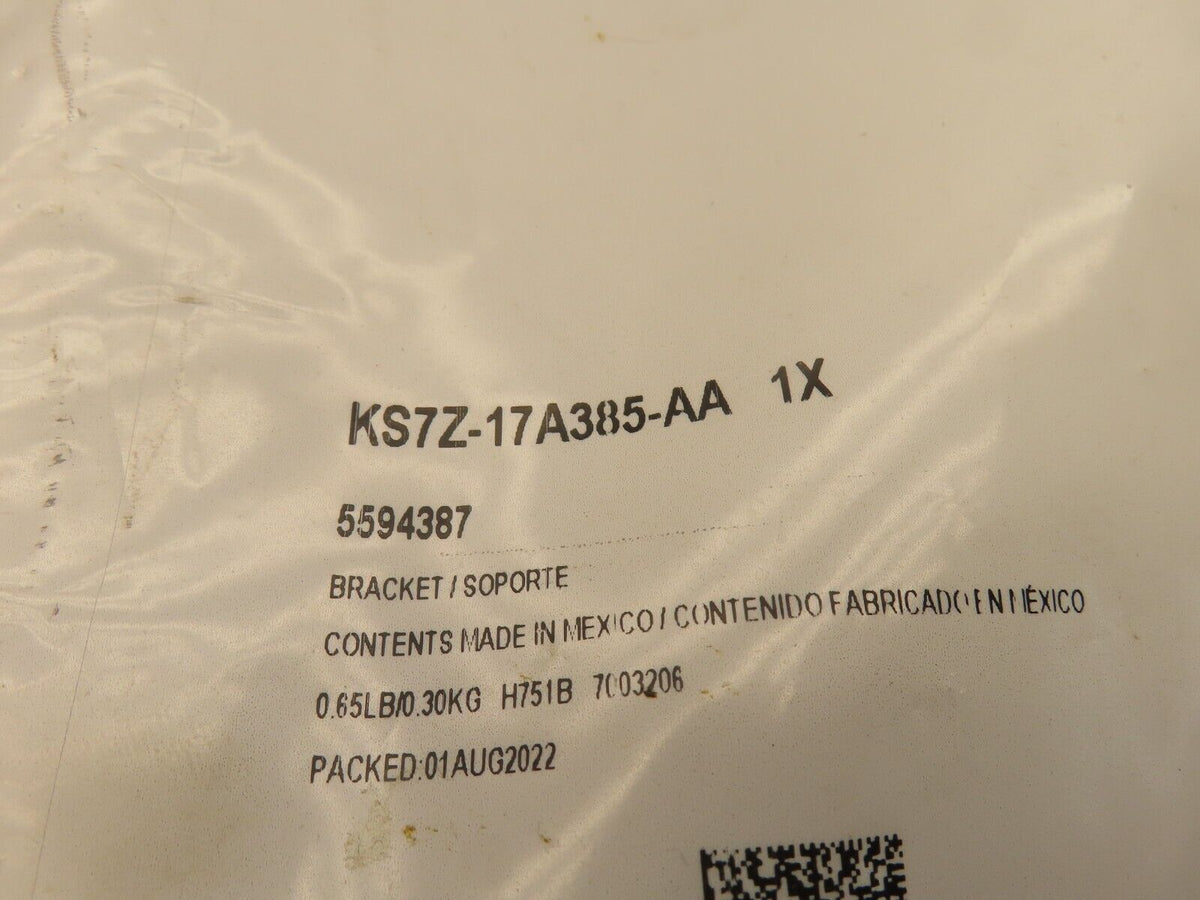 KS7Z-17A385-AA 1X
5594387
BRACKET / SOPORTE
CONTENTS MADE IN MEXICO / CONTENIDO FABRICADO EN MÉXICO
0.65LB/0.30KG H751B 7003206
PACKED:01AUG2022